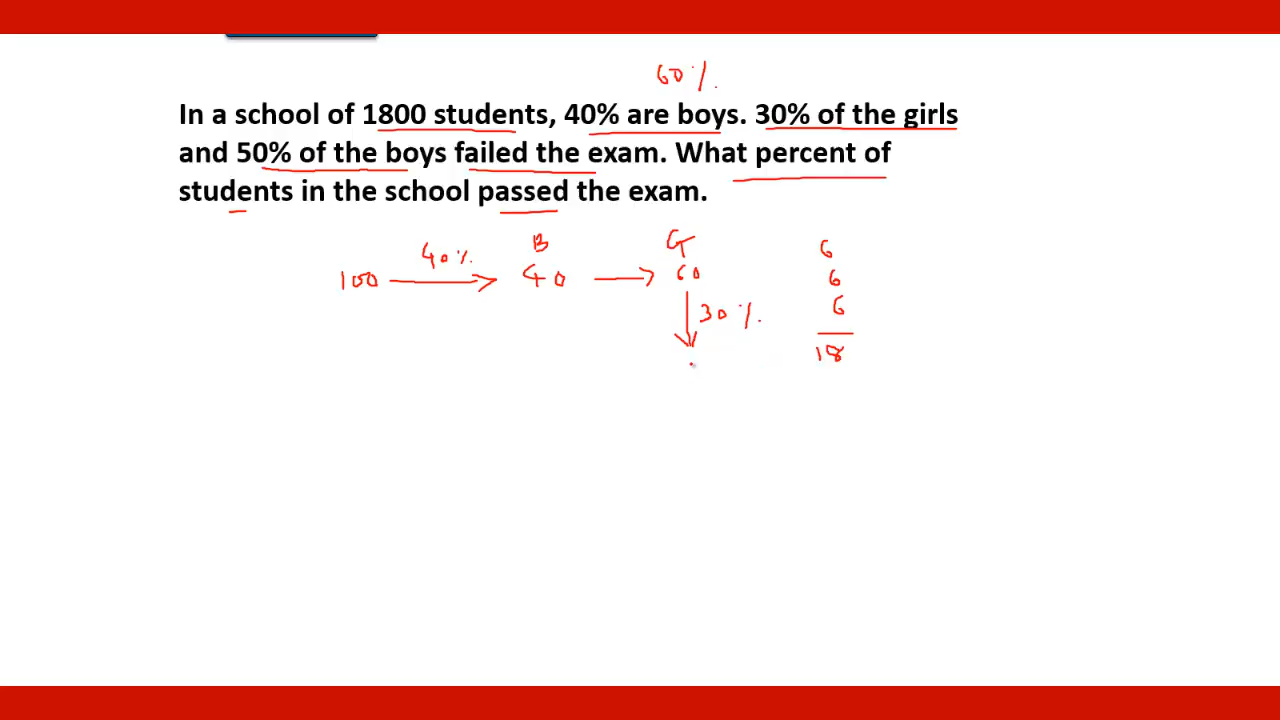 60%
In a school of 1800 students, 40% are boys. 30% of the girls
and 50% of the boys failed the exam. What percent of
students in the school passed the exam.
40% B G 6
100 40 60 6
30% 6
18